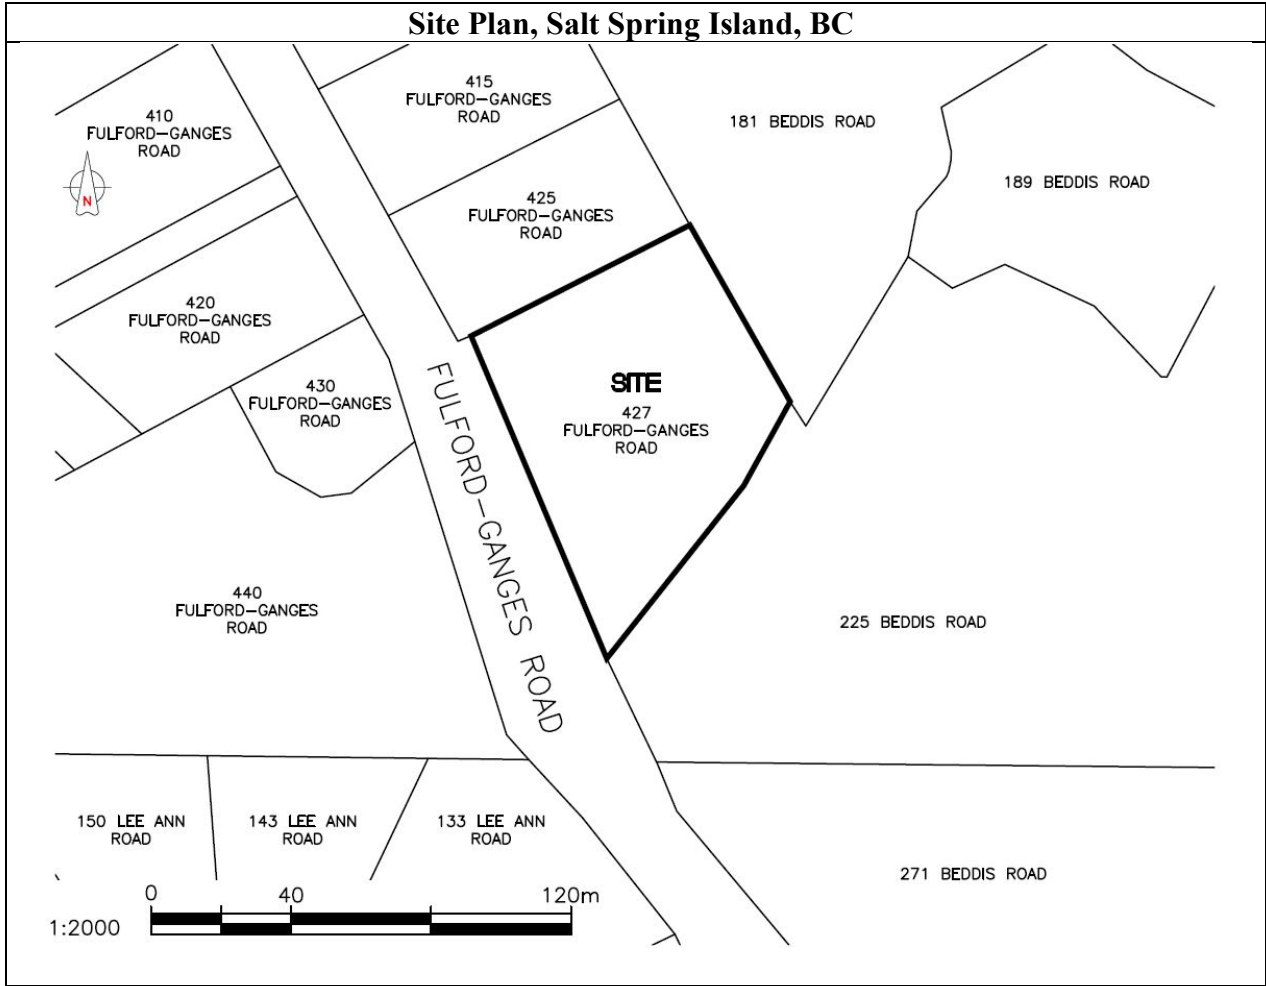 Site Plan, Salt Spring Island, BC
415
FULFORD-GANGES
ROAD
410
FULFORD-GANGES
ROAD
181 BEDDIS ROAD
189 BEDDIS ROAD
N
425
FULFORD-GANGES
ROAD
420
FULFORD-GANGES
ROAD
430
FULFORD-GANGES
ROAD
FULFORD-GANGES ROAD
SITE
427
FULFORD-GANGES
ROAD
440
FULFORD-GANGES
ROAD
225 BEDDIS ROAD
150 LEE ANN
ROAD
143 LEE ANN
ROAD
133 LEE ANN
ROAD
271 BEDDIS ROAD
0 40 120m
1:2000